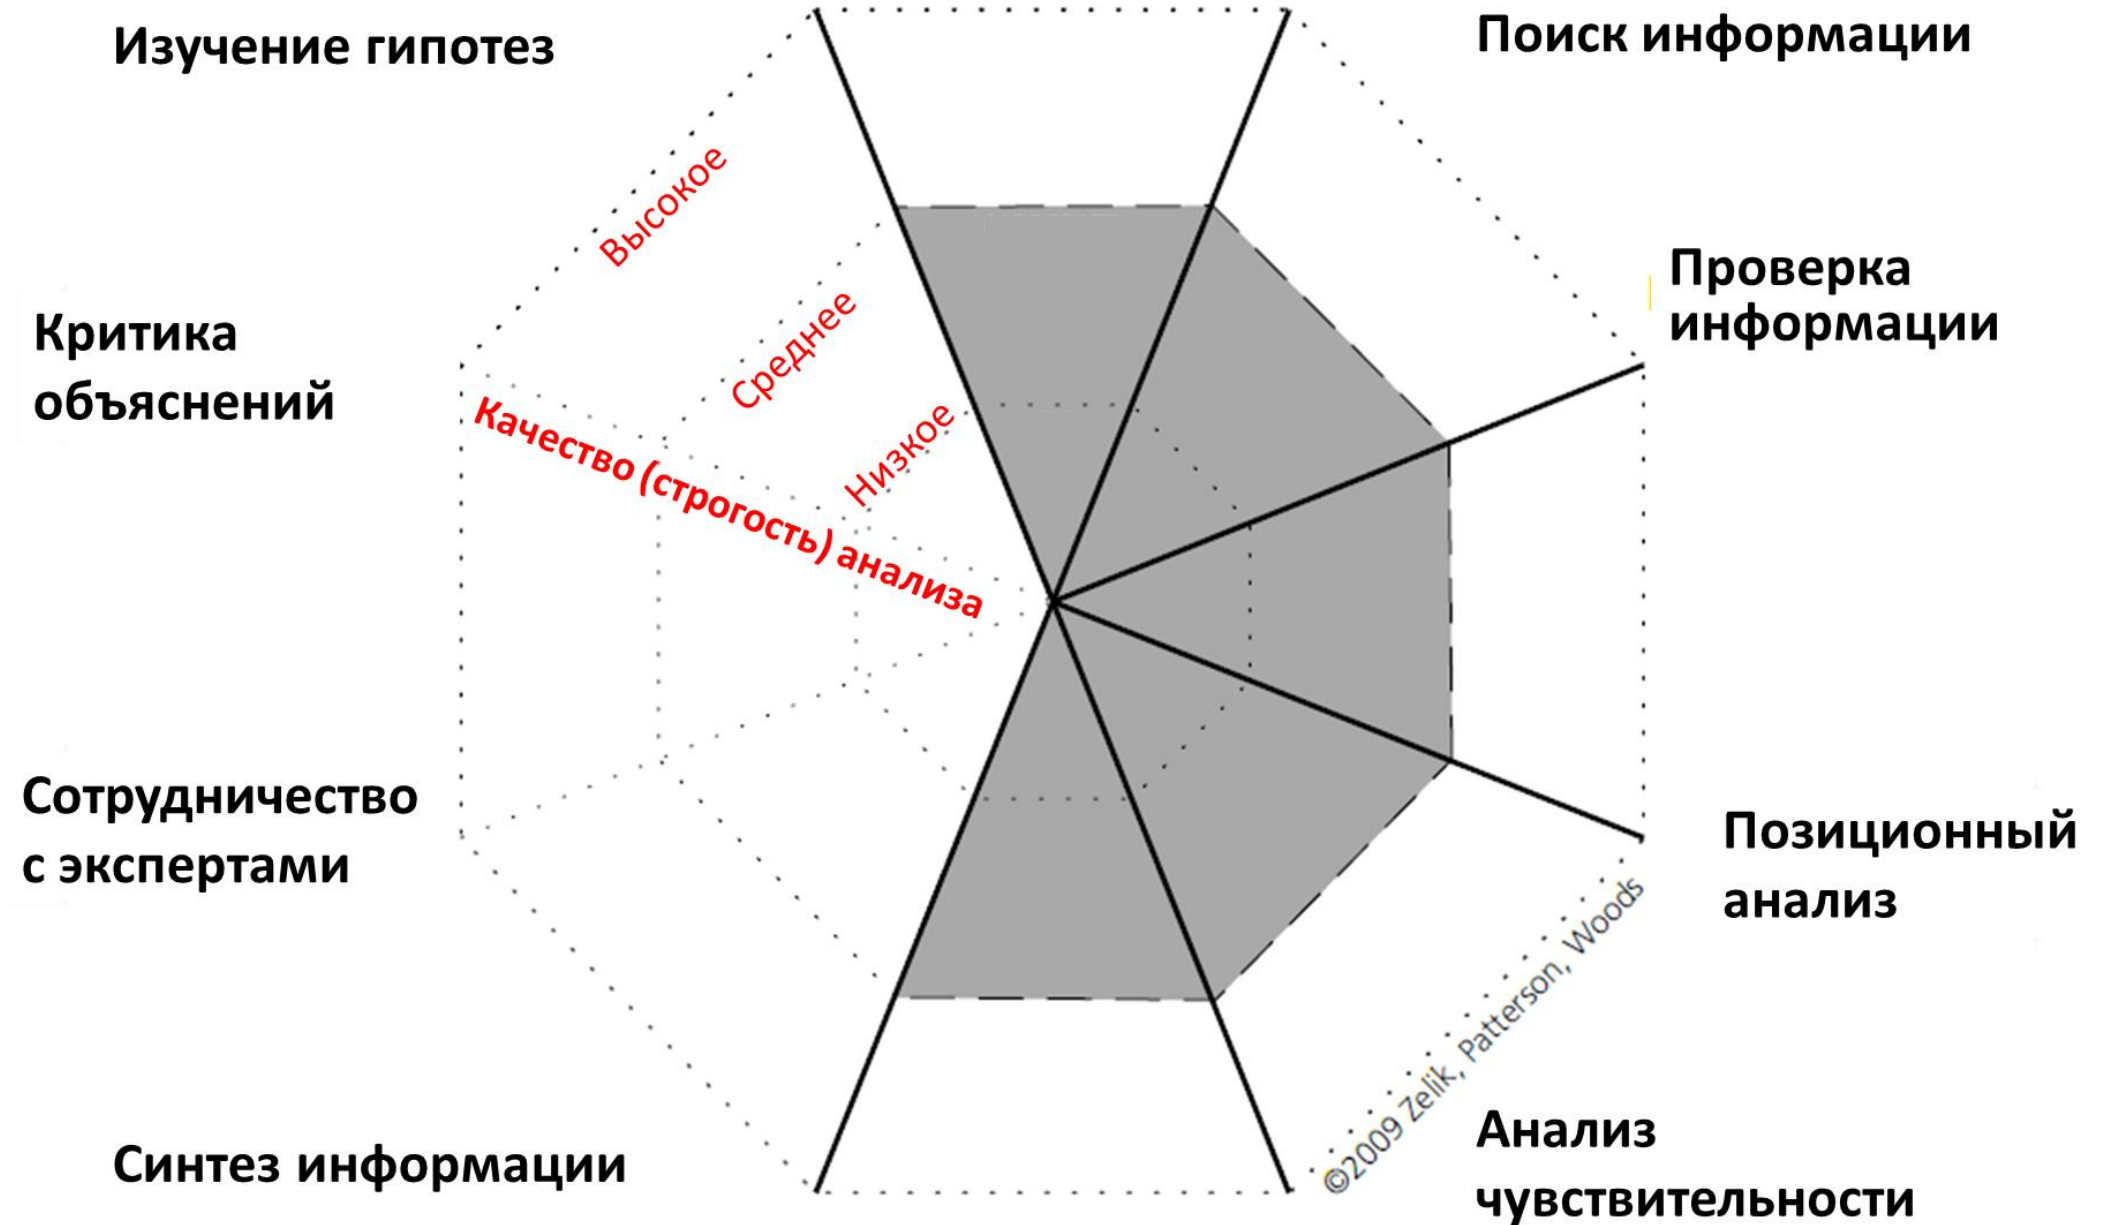 Изучение гипотез
Поиск информации
Высокое
Проверка
информации
Среднее
Критика
объяснений
Низкое
Качество (строгость) анализа
Сотрудничество
с экспертами
Позиционный
анализ
©2009 Zelik, Patterson, Woods
Синтез информации
Анализ
чувствительности